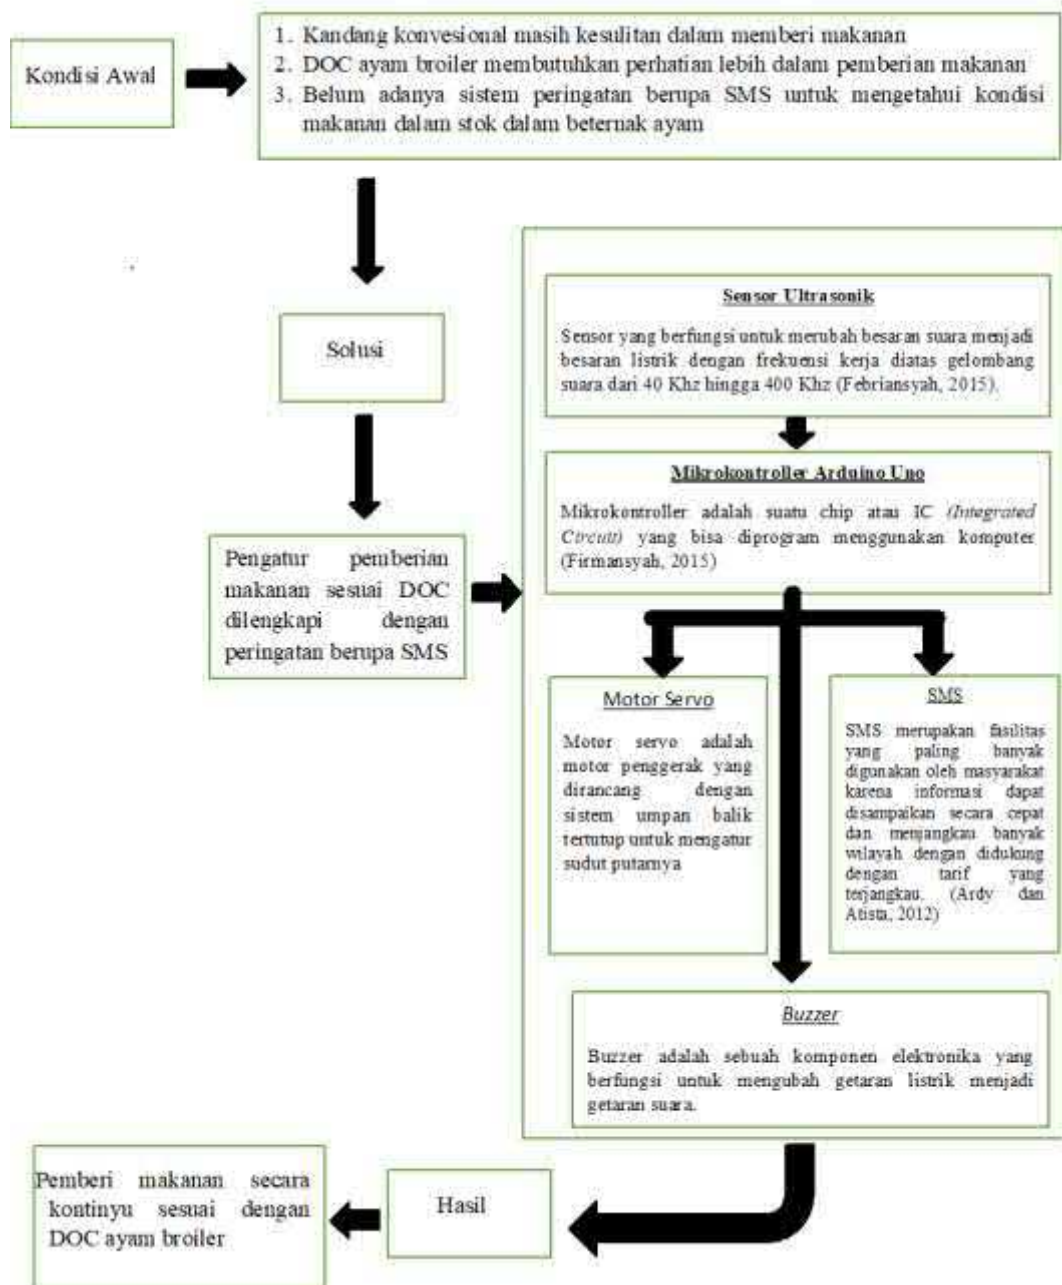 Kondisi Awal
1. Kandang konvesional masih kesulitan dalam memberi makanan
2. DOC ayam broiler membutuhkan perhatian lebih dalam pemberian makanan
3. Belum adanya sistem peringatan berupa SMS untuk mengetahui kondisi
makanan dalam stok dalam beternak ayam
Solusi
Pengatur pemberian
makanan sesuai DOC
dilengkapi dengan
peringatan berupa SMS
Sensor Ultrasonik
Sensor yang berfungsi untuk merubah besaran suara menjadi
besaran listrik dengan frekuensi kerja diatas gelombang
suara dari 40 Khz hingga 400 Khz (Febriansyah, 2015).
Mikrokontroller Arduino Uno
Mikrokontroller adalah suatu chip atau IC (Integrated
Circuit) yang bisa diprogram menggunakan komputer
(Firmansyah, 2015)
Motor Servo
Motor servo adalah
motor penggerak yang
dirancang dengan
sistem umpan balik
tertutup untuk mengatur
sudut putarnya
SMS
SMS merupakan fasilitas
yang paling banyak
digunakan oleh masyarakat
karena informasi dapat
disampaikan secara cepat
dan menjangkau banyak
wilayah dengan didukung
dengan tarif yang
terjangkau. (Ardy dan
Atista, 2012)
Buzzer
Buzzer adalah sebuah komponen elektronika yang
berfungsi untuk mengubah getaran listrik menjadi
getaran suara.
Hasil
Pemberi makanan secara
kontinyu sesuai dengan
DOC ayam broiler